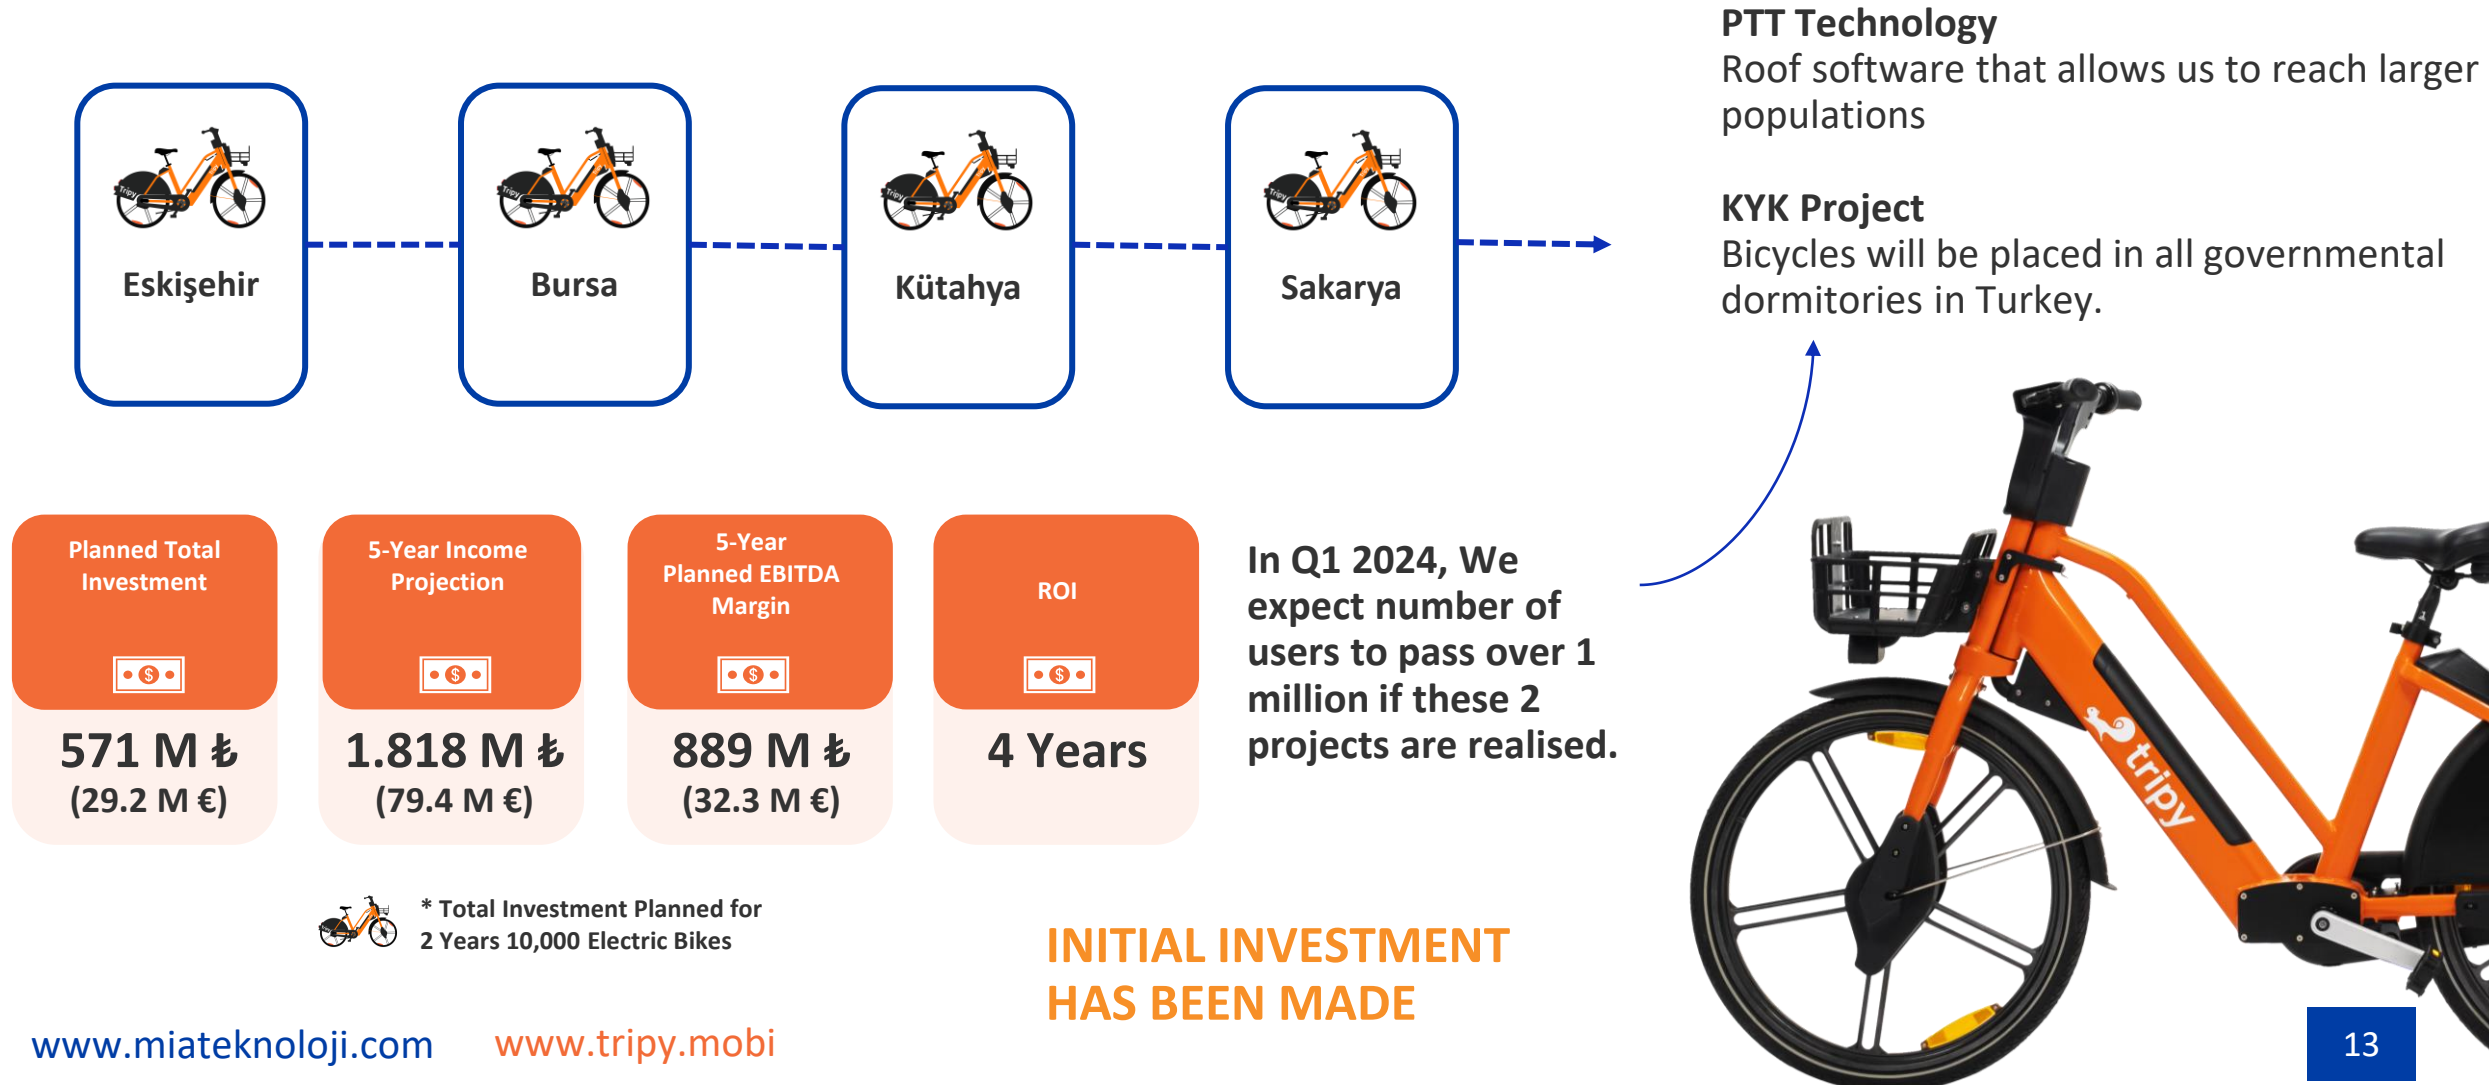 PTT Technology
Roof software that allows us to reach larger
populations
KYK Project
Bicycles will be placed in all governmental
dormitories in Turkey.
Tripy
Eskişehir
Tripy
Bursa
Tripy
Kütahya
Tripy
Sakarya
Planned Total
Investment
571 M ₺
(29.2 M €)
5-Year Income
Projection
1.818 M ₺
(79.4 M €)
5-Year
Planned EBITDA
Margin
889 M ₺
(32.3 M €)
ROI
4 Years
In Q1 2024, We
expect number of
users to pass over 1
million if these 2
projects are realised.
tripy
* Total Investment Planned for
2 Years 10,000 Electric Bikes
INITIAL INVESTMENT
HAS BEEN MADE
www.miateknoloji.com
www.tripy.mobi
13